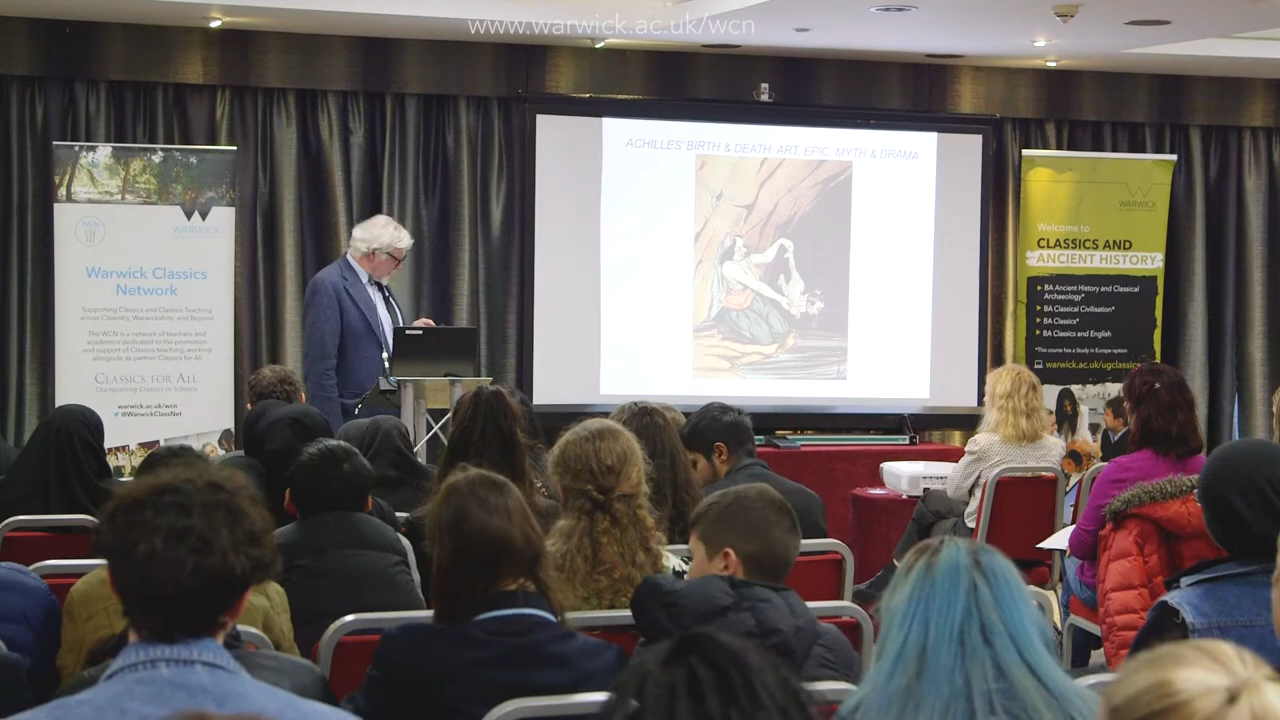 www.warwick.ac.uk/wcn
ACHILLES' BIRTH & DEATH: ART, EPIC, MYTH & DRAMA
WCN
WARWICK
Warwick Classics
Network
Supporting Classics and Classics Teaching
across Coventry, Warwickshire, and Beyond
The WCN is a network of teachers and
academics dedicated to the promotion
and support of Classics teaching, working
alongside its partner Classics for All
CLASSICS FOR ALL
Championing Classics in Schools
warwick.ac.uk/wcn
@WarwickClassNet
WARWICK
Welcome to
CLASSICS AND
ANCIENT HISTORY
BA Ancient History and Classical
Archaeology*
BA Classical Civilisation*
BA Classics*
BA Classics and English
*This course has a Study in Europe option
warwick.ac.uk/ugclassics